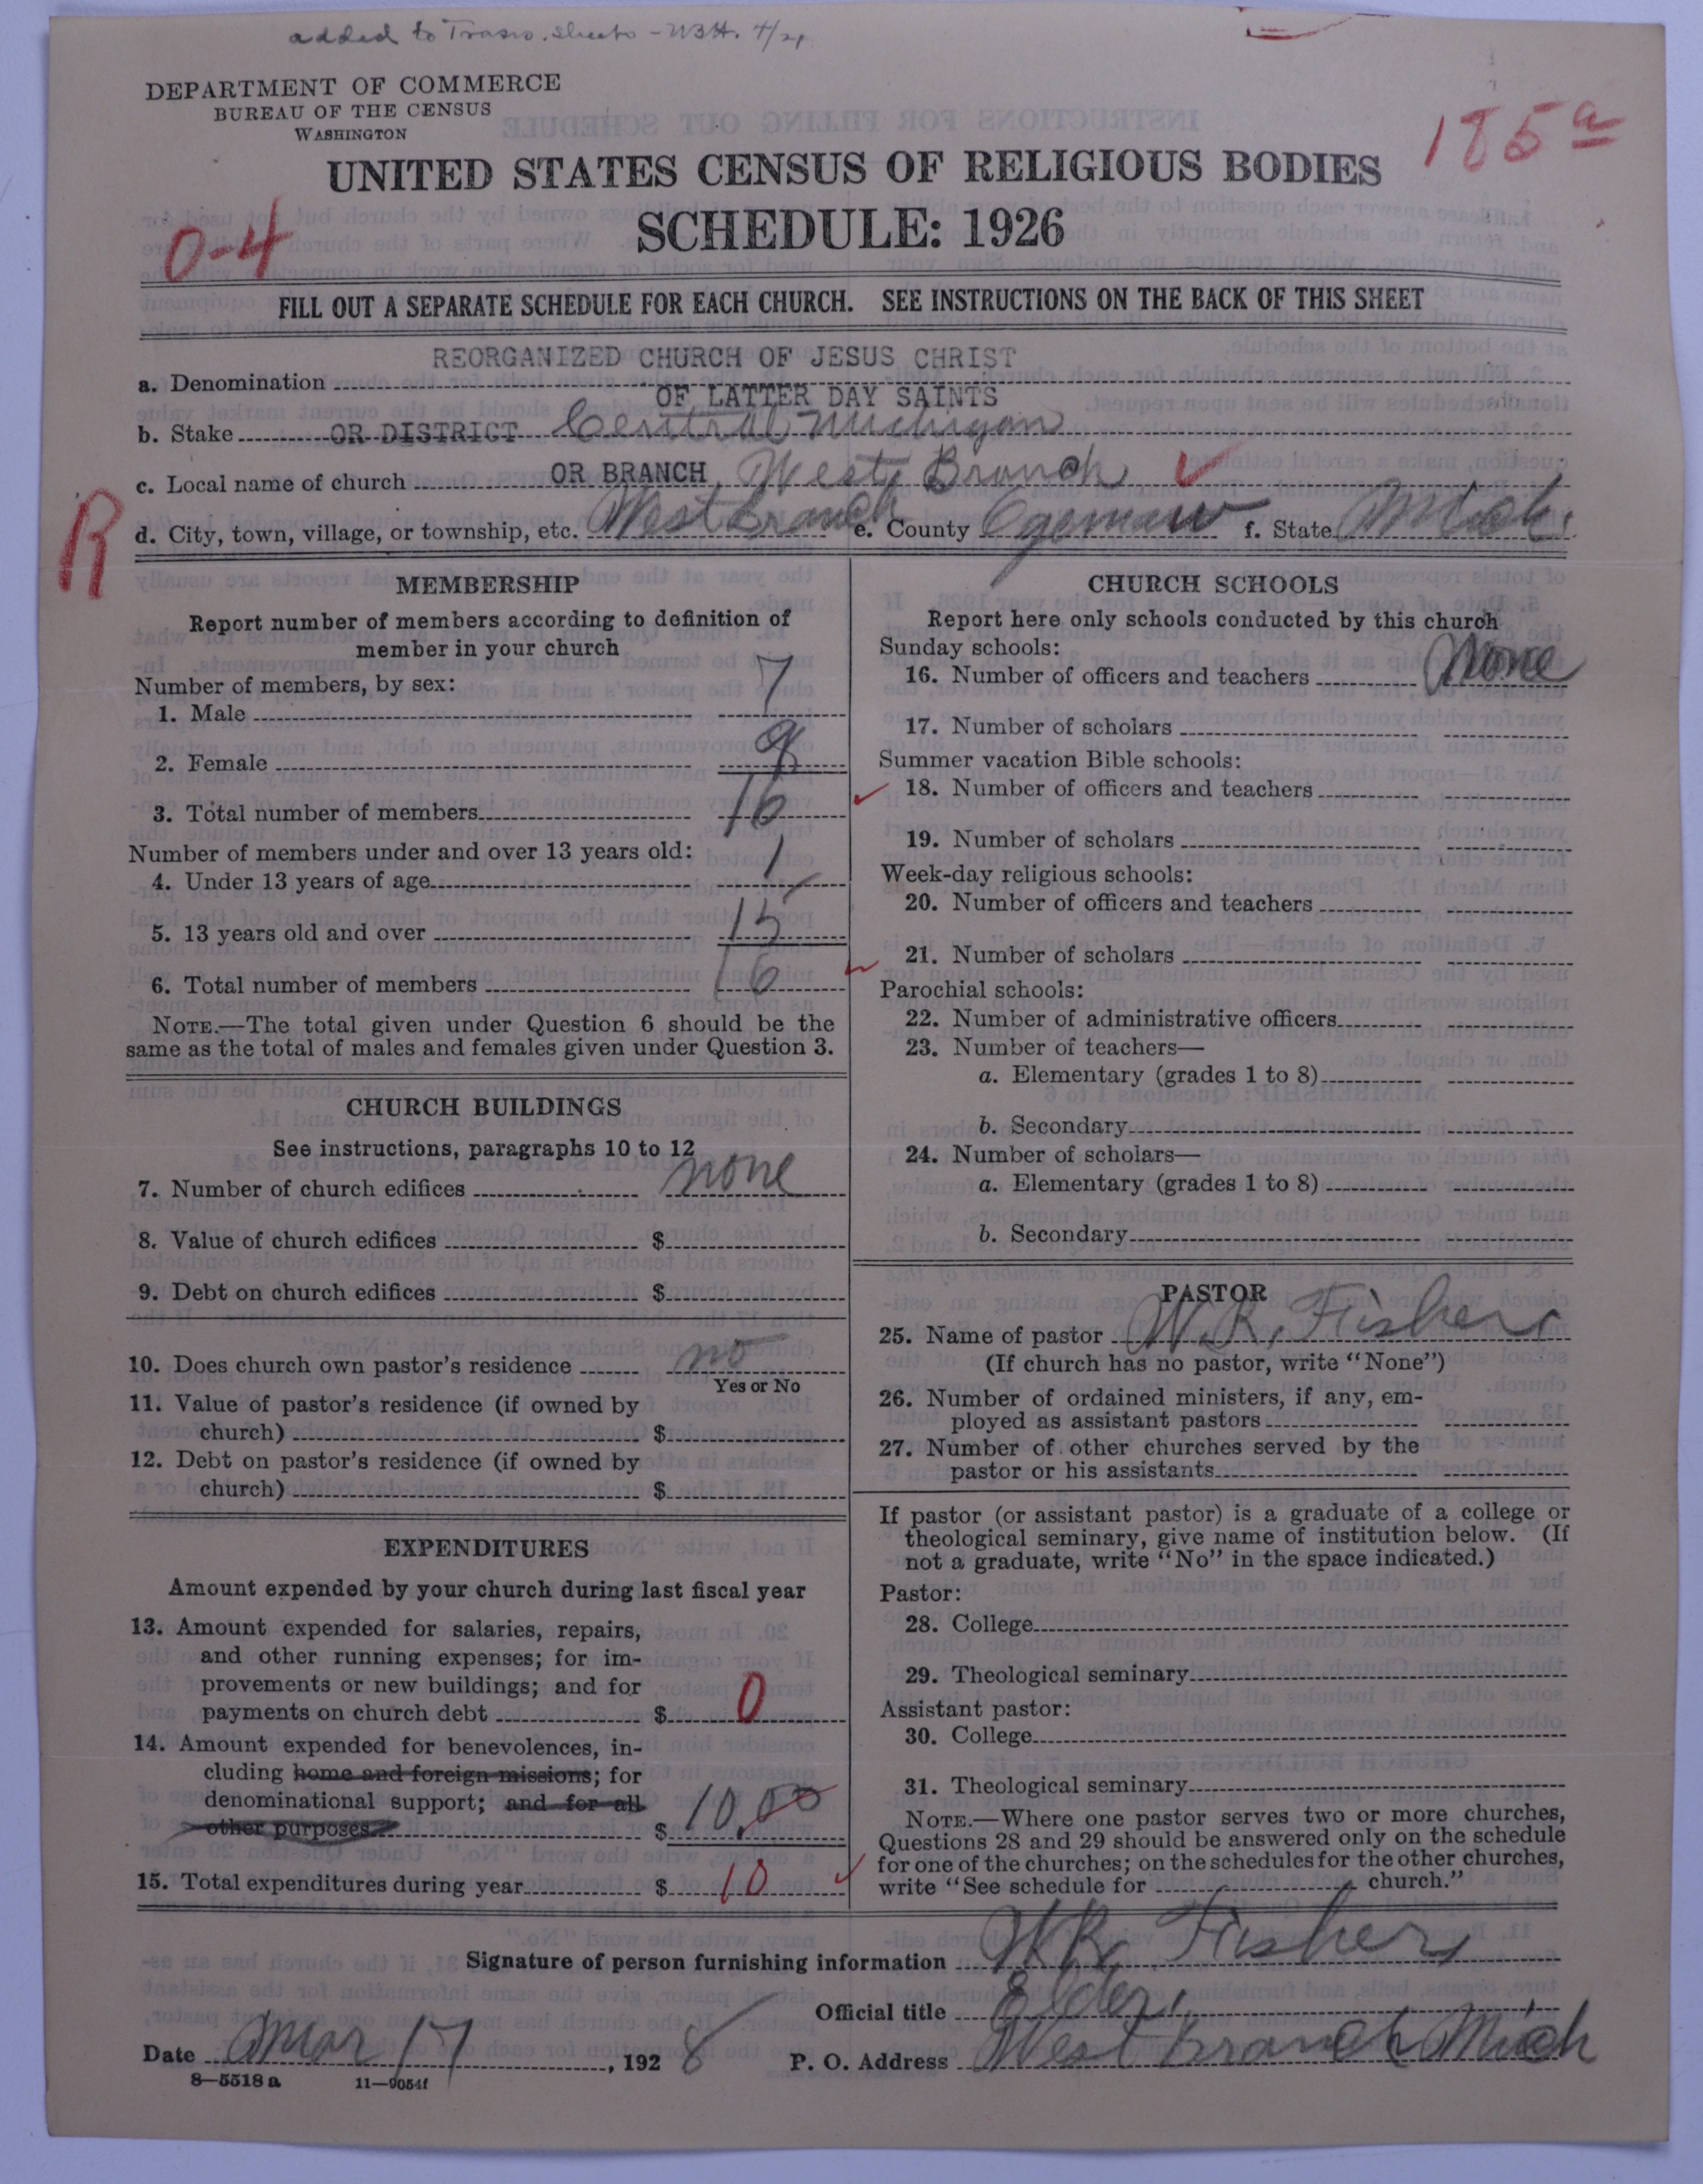 added to Trans. sheets - WBH. 4/21
DEPARTMENT OF COMMERCE
BUREAU OF THE CENSUS
WASHINGTON
185 a
UNITED STATES CENSUS OF RELIGIOUS BODIES
SCHEDULE: 1926
0-4
FILL OUT A SEPARATE SCHEDULE FOR EACH CHURCH. SEE INSTRUCTIONS ON THE BACK OF THIS SHEET
REORGANIZED CHURCH OF JESUS CHRIST
a. Denomination
OF LATTER DAY SAINTS
b. Stake OR DISTRICT Central Michigan
c. Local name of church OR BRANCH West Branch
R
d. City, town, village, or township, etc. West Branch e. County Ogemaw f. State Mich.
MEMBERSHIP
Report number of members according to definition of
member in your church
Number of members, by sex:
1. Male 7
2. Female 9
3. Total number of members 16
Number of members under and over 13 years old:
4. Under 13 years of age 1
5. 13 years old and over 15
6. Total number of members 16
NOTE.—The total given under Question 6 should be the
same as the total of males and females given under Question 3.
CHURCH BUILDINGS
See instructions, paragraphs 10 to 12
7. Number of church edifices none
8. Value of church edifices $
9. Debt on church edifices $
10. Does church own pastor's residence no
Yes or No
11. Value of pastor's residence (if owned by
church) $
12. Debt on pastor's residence (if owned by
church) $
EXPENDITURES
Amount expended by your church during last fiscal year
13. Amount expended for salaries, repairs,
and other running expenses; for im-
provements or new buildings; and for
payments on church debt $ 0
14. Amount expended for benevolences, in-
cluding home and foreign missions; for
denominational support; and for all
other purposes $ 10.00
15. Total expenditures during year $ 10
CHURCH SCHOOLS
Report here only schools conducted by this church
Sunday schools:
16. Number of officers and teachers None
17. Number of scholars
Summer vacation Bible schools:
18. Number of officers and teachers
19. Number of scholars
Week-day religious schools:
20. Number of officers and teachers
21. Number of scholars
Parochial schools:
22. Number of administrative officers
23. Number of teachers—
a. Elementary (grades 1 to 8)
b. Secondary
24. Number of scholars—
a. Elementary (grades 1 to 8)
b. Secondary
PASTOR
25. Name of pastor W. R. Fisher
(If church has no pastor, write "None")
26. Number of ordained ministers, if any, em-
ployed as assistant pastors
27. Number of other churches served by the
pastor or his assistants
If pastor (or assistant pastor) is a graduate of a college or
theological seminary, give name of institution below. (If
not a graduate, write "No" in the space indicated.)
Pastor:
28. College
29. Theological seminary
Assistant pastor:
30. College
31. Theological seminary
NOTE.—Where one pastor serves two or more churches,
Questions 28 and 29 should be answered only on the schedule
for one of the churches; on the schedules for the other churches,
write "See schedule for church."
Signature of person furnishing information W R Fisher
Official title Elder,
Date Mar 17, 1928 P. O. Address West Branch Mich
8—5518 a 11—9054f